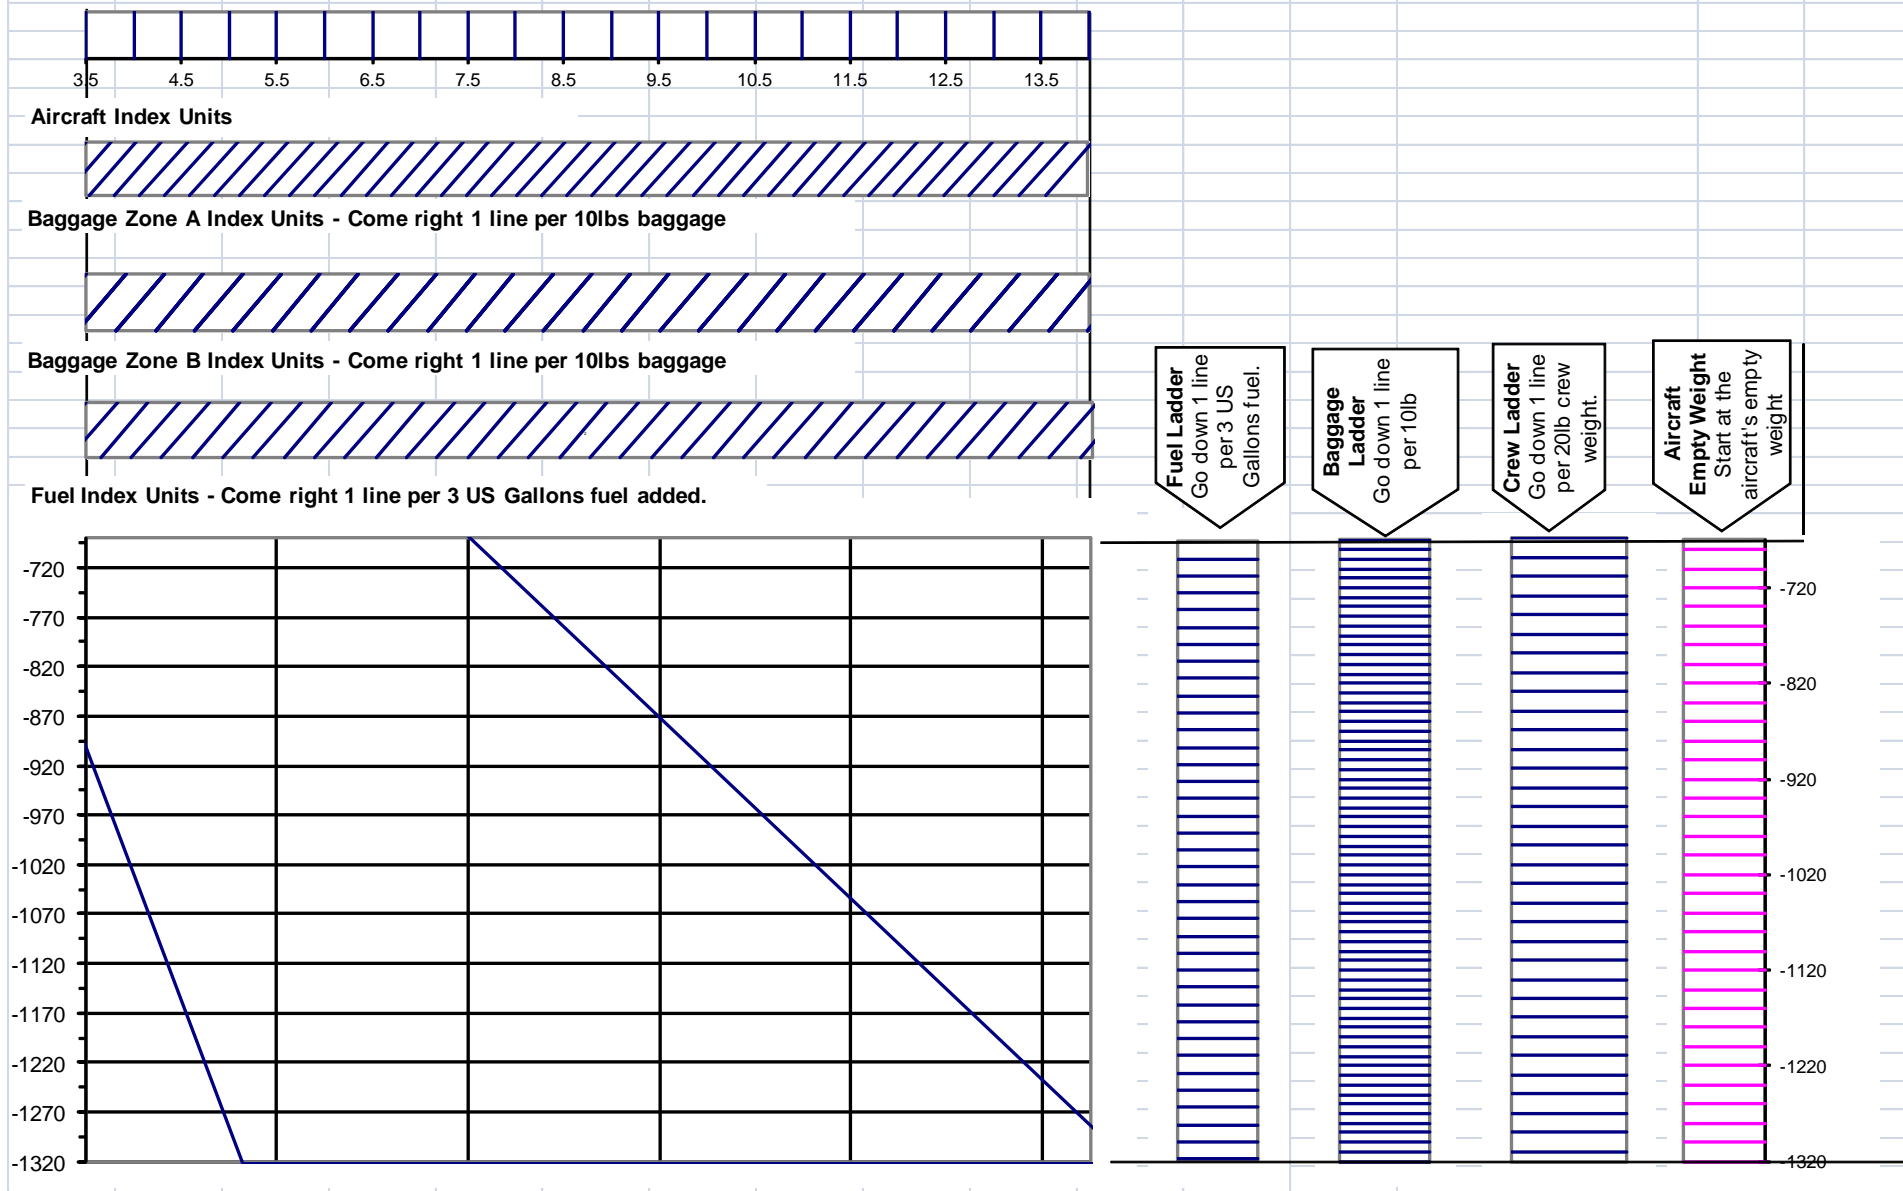 3.5 4.5 5.5 6.5 7.5 8.5 9.5 10.5 11.5 12.5 13.5
Aircraft Index Units
Baggage Zone A Index Units - Come right 1 line per 10lbs baggage
Baggage Zone B Index Units - Come right 1 line per 10lbs baggage
Fuel Index Units - Come right 1 line per 3 US Gallons fuel added.
-720
-770
-820
-870
-920
-970
-1020
-1070
-1120
-1170
-1220
-1270
-1320
Fuel Ladder
Go down 1 line
per 3 US
Gallons fuel.
Baggage
Ladder
Go down 1 line
per 10lb
Crew Ladder
Go down 1 line
per 20lb crew
weight.
Aircraft
Empty Weight
Start at the
aircraft's empty
weight
-720
-820
-920
-1020
-1120
-1220
-1320